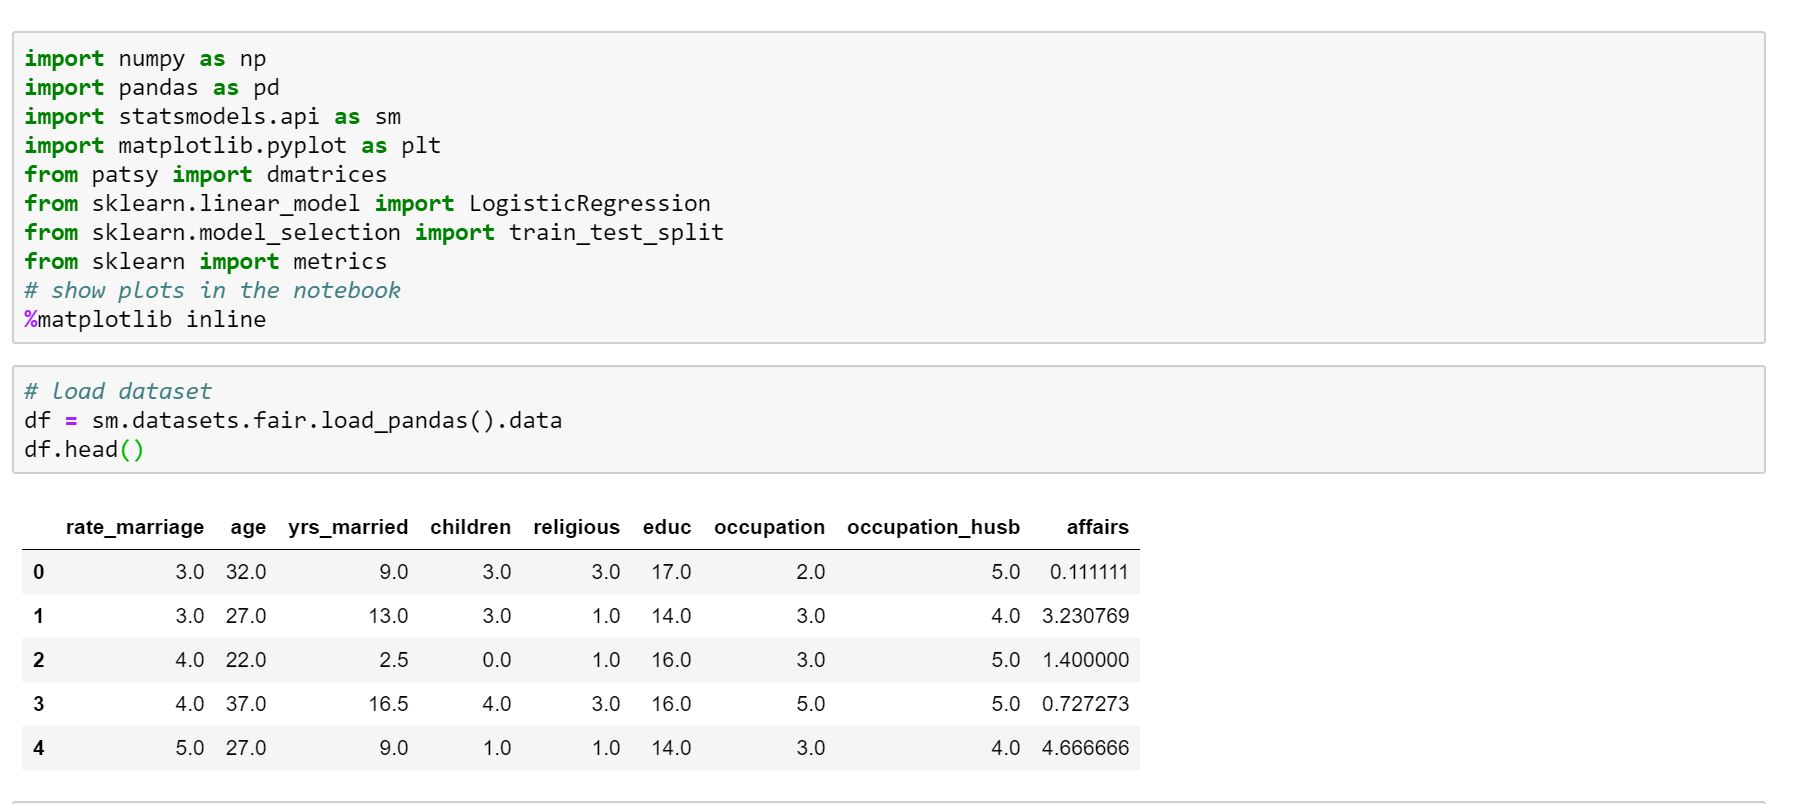 import numpy as np
import pandas as pd
import statsmodels.api as sm
import matplotlib.pyplot as plt
from patsy import dmatrices
from sklearn.linear_model import LogisticRegression
from sklearn.model_selection import train_test_split
from sklearn import metrics
# show plots in the notebook
%matplotlib inline
# load dataset
df = sm.datasets.fair.load_pandas().data
df.head()
rate_marriage age yrs_married children religious educ occupation occupation_husb affairs
0 3.0 32.0 9.0 3.0 3.0 17.0 2.0 5.0 0.111111
1 3.0 27.0 13.0 3.0 1.0 14.0 3.0 4.0 3.230769
2 4.0 22.0 2.5 0.0 1.0 16.0 3.0 5.0 1.400000
3 4.0 37.0 16.5 4.0 3.0 16.0 5.0 5.0 0.727273
4 5.0 27.0 9.0 1.0 1.0 14.0 3.0 4.0 4.666666